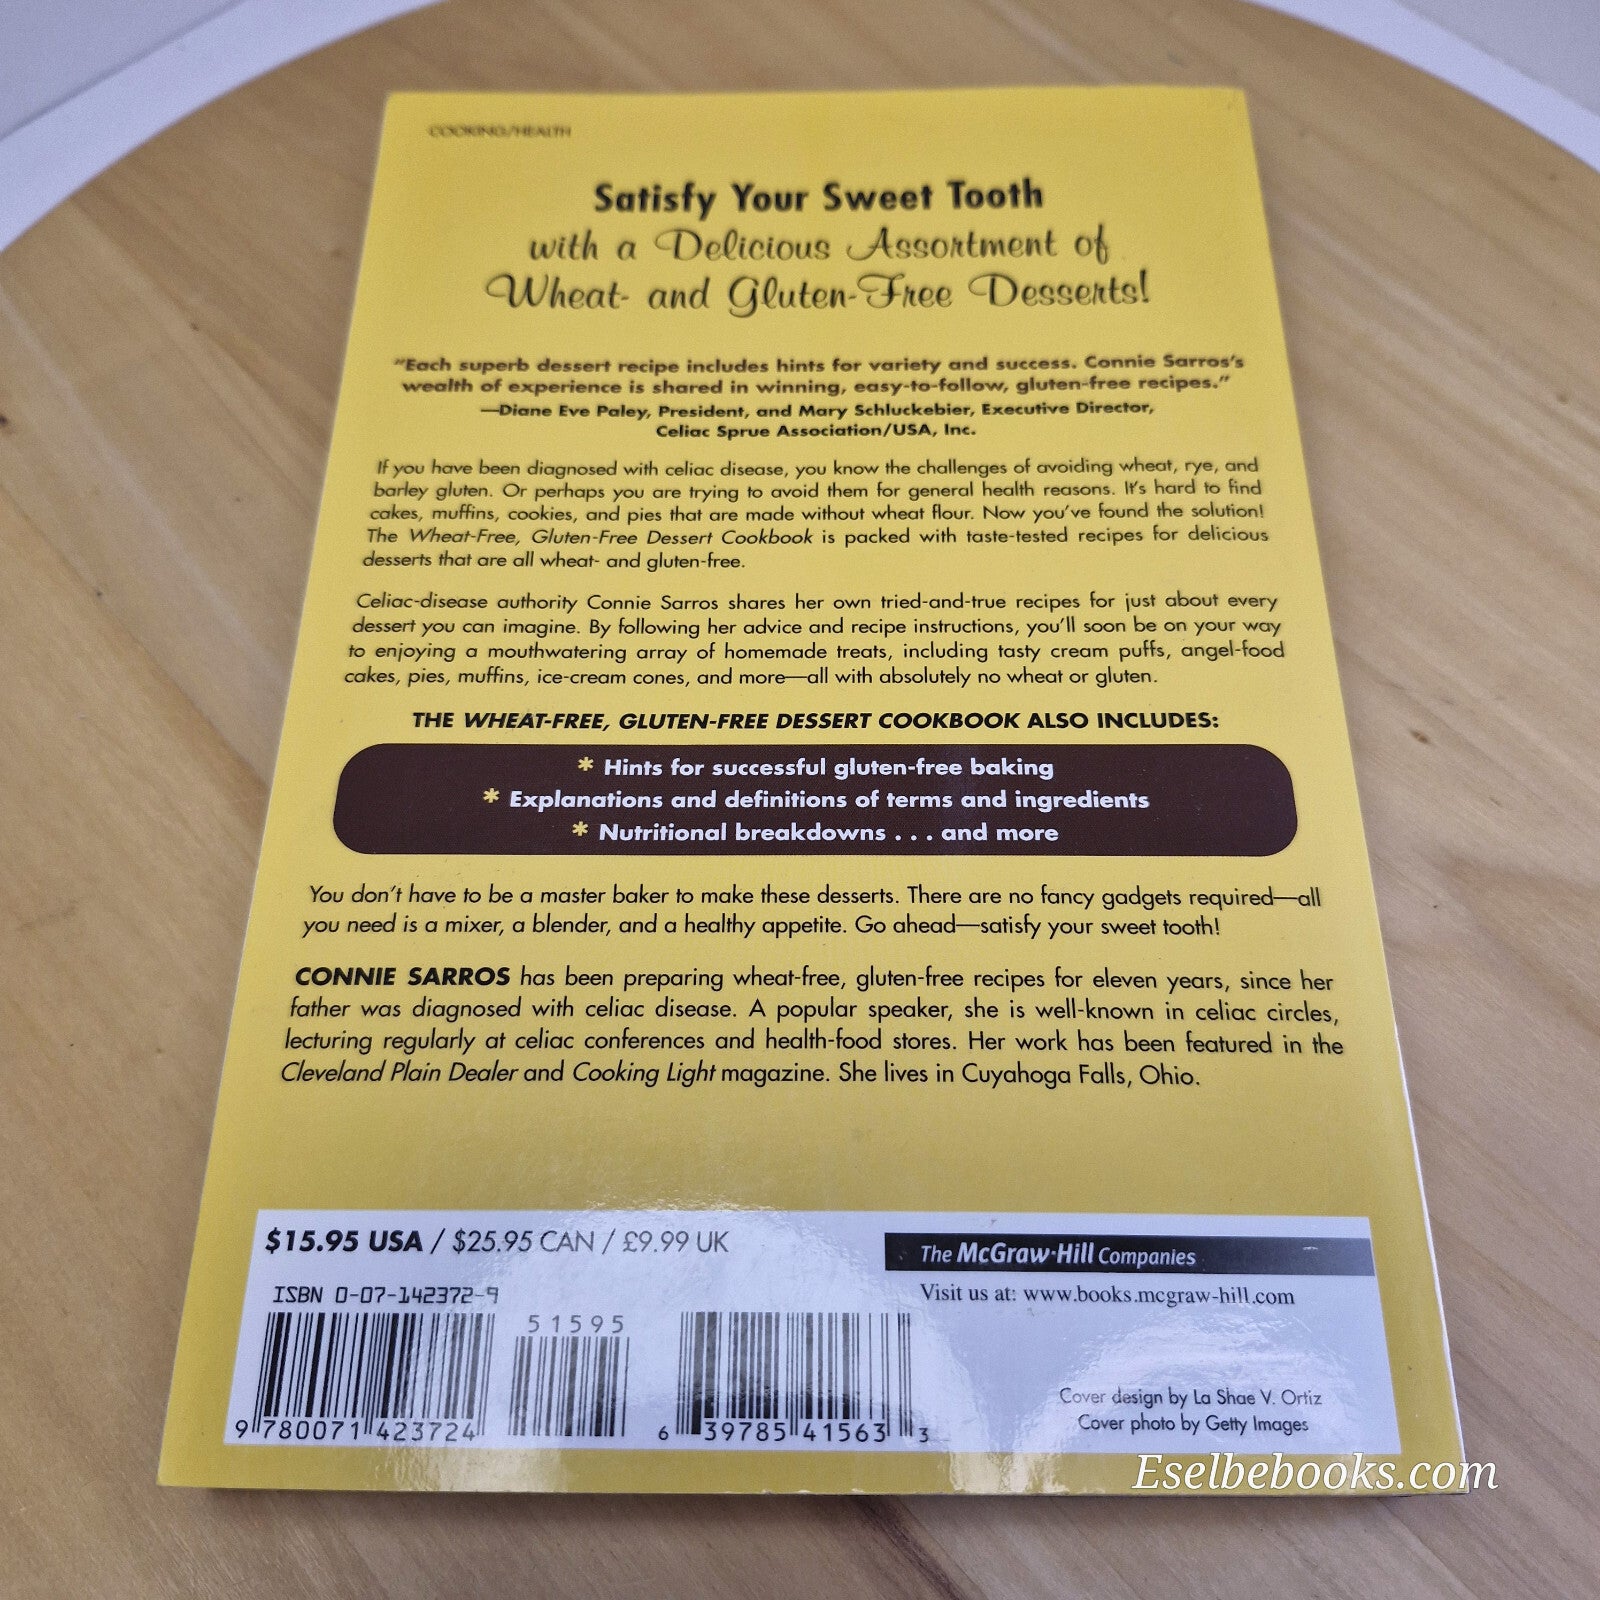 COOKING/HEALTH
Satisfy Your Sweet Tooth
with a Delicious Assortment of
Wheat- and Gluten-Free Desserts!
"Each superb dessert recipe includes hints for variety and success. Connie Sarros's
wealth of experience is shared in winning, easy-to-follow, gluten-free recipes."
—Diane Eve Paley, President, and Mary Schluckebier, Executive Director,
Celiac Sprue Association/USA, Inc.
If you have been diagnosed with celiac disease, you know the challenges of avoiding wheat, rye, and
barley gluten. Or perhaps you are trying to avoid them for general health reasons. It's hard to find
cakes, muffins, cookies, and pies that are made without wheat flour. Now you've found the solution!
The Wheat-Free, Gluten-Free Dessert Cookbook is packed with taste-tested recipes for delicious
desserts that are all wheat- and gluten-free.
Celiac-disease authority Connie Sarros shares her own tried-and-true recipes for just about every
dessert you can imagine. By following her advice and recipe instructions, you'll soon be on your way
to enjoying a mouthwatering array of homemade treats, including tasty cream puffs, angel-food
cakes, pies, muffins, ice-cream cones, and more—all with absolutely no wheat or gluten.
THE WHEAT-FREE, GLUTEN-FREE DESSERT COOKBOOK ALSO INCLUDES:
* Hints for successful gluten-free baking
* Explanations and definitions of terms and ingredients
* Nutritional breakdowns . . . and more
You don't have to be a master baker to make these desserts. There are no fancy gadgets required—all
you need is a mixer, a blender, and a healthy appetite. Go ahead—satisfy your sweet tooth!
CONNIE SARROS has been preparing wheat-free, gluten-free recipes for eleven years, since her
father was diagnosed with celiac disease. A popular speaker, she is well-known in celiac circles,
lecturing regularly at celiac conferences and health-food stores. Her work has been featured in the
Cleveland Plain Dealer and Cooking Light magazine. She lives in Cuyahoga Falls, Ohio.
$15.95 USA / $25.95 CAN / £9.99 UK
The McGraw·Hill Companies
Visit us at: www.books.mcgraw-hill.com
ISBN 0-07-142372-9
51595
9 780071 423724
6 39785 41563 3
Cover design by La Shae V. Ortiz
Cover photo by Getty Images
Eselbebooks.com